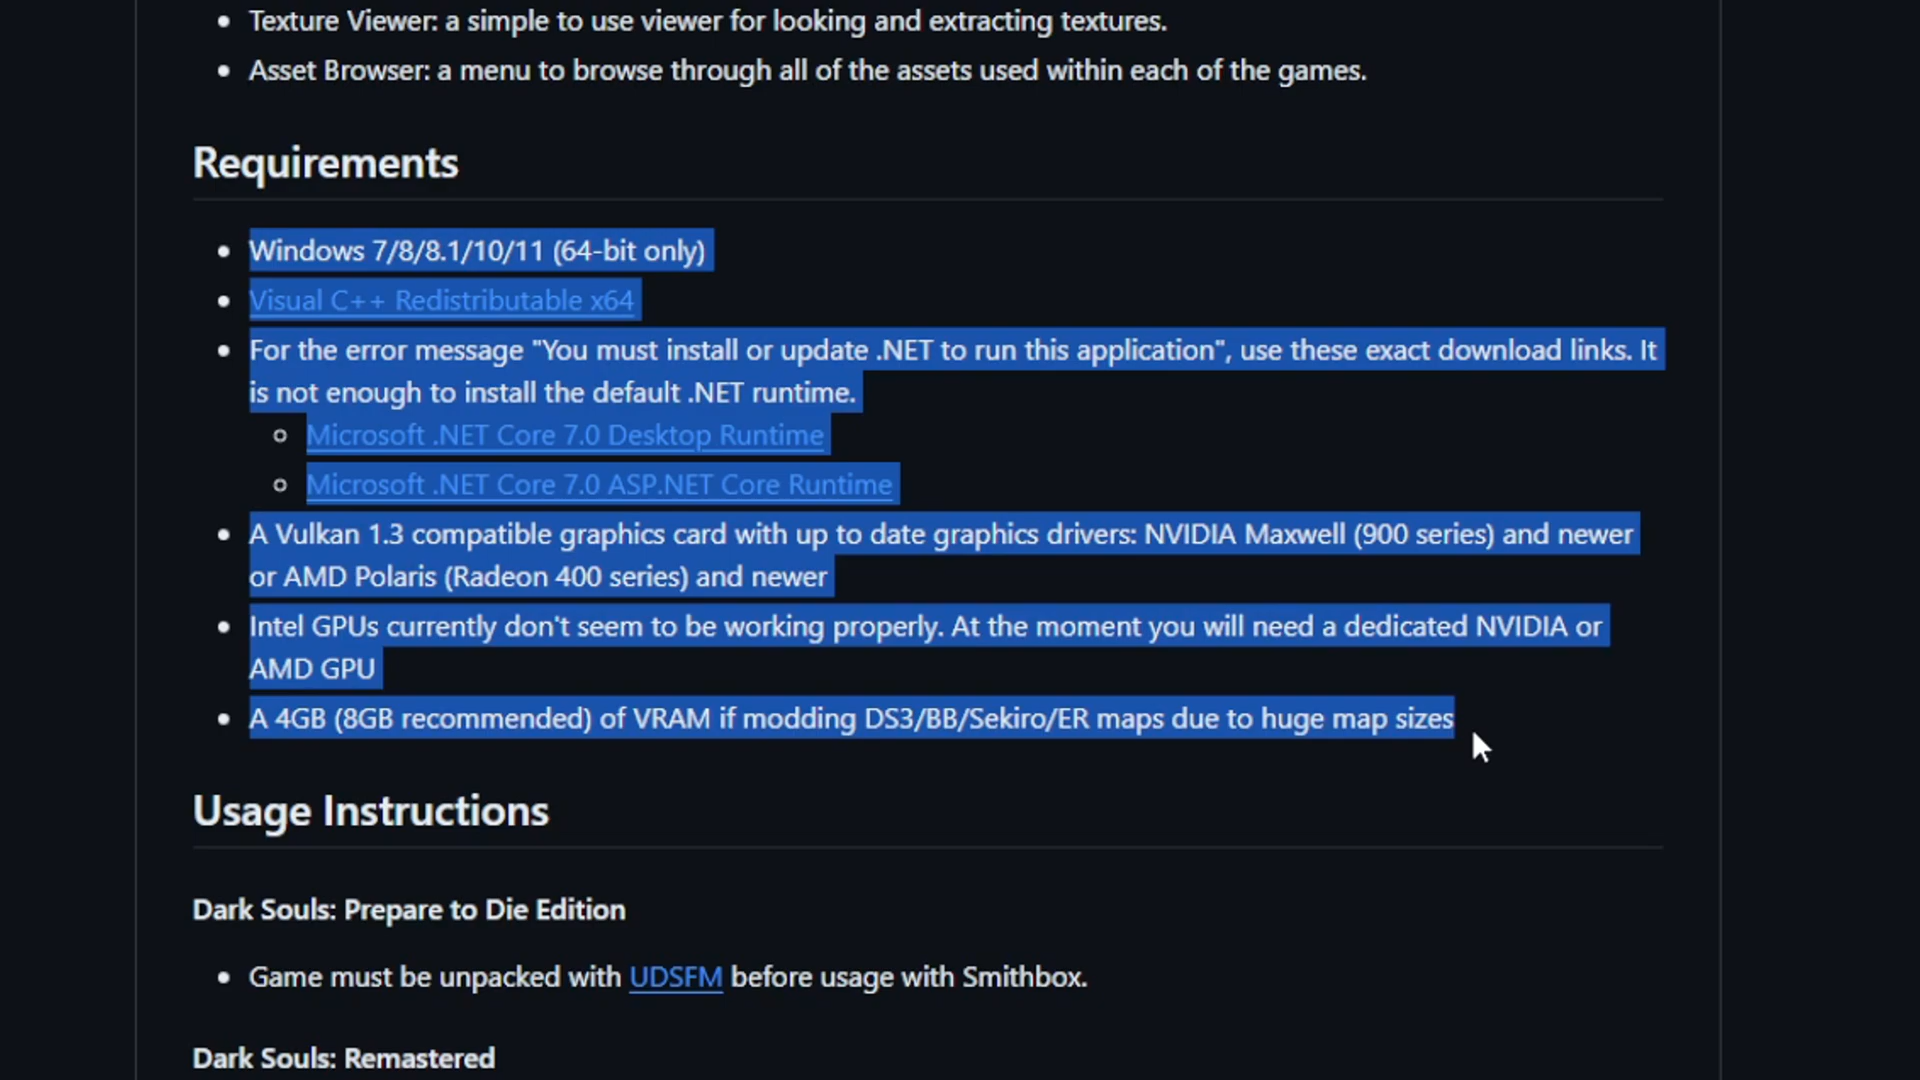 Texture Viewer: a simple to use viewer for looking and extracting textures.
Asset Browser: a menu to browse through all of the assets used within each of the games.
Requirements
Windows 7/8/8.1/10/11 (64-bit only)
Visual C++ Redistributable x64
For the error message "You must install or update .NET to run this application", use these exact download links. It
is not enough to install the default .NET runtime.
Microsoft .NET Core 7.0 Desktop Runtime
Microsoft .NET Core 7.0 ASP.NET Core Runtime
A Vulkan 1.3 compatible graphics card with up to date graphics drivers: NVIDIA Maxwell (900 series) and newer
or AMD Polaris (Radeon 400 series) and newer
Intel GPUs currently don't seem to be working properly. At the moment you will need a dedicated NVIDIA or
AMD GPU
A 4GB (8GB recommended) of VRAM if modding DS3/BB/Sekiro/ER maps due to huge map sizes
Usage Instructions
Dark Souls: Prepare to Die Edition
Game must be unpacked with UDSFM before usage with Smithbox.
Dark Souls: Remastered